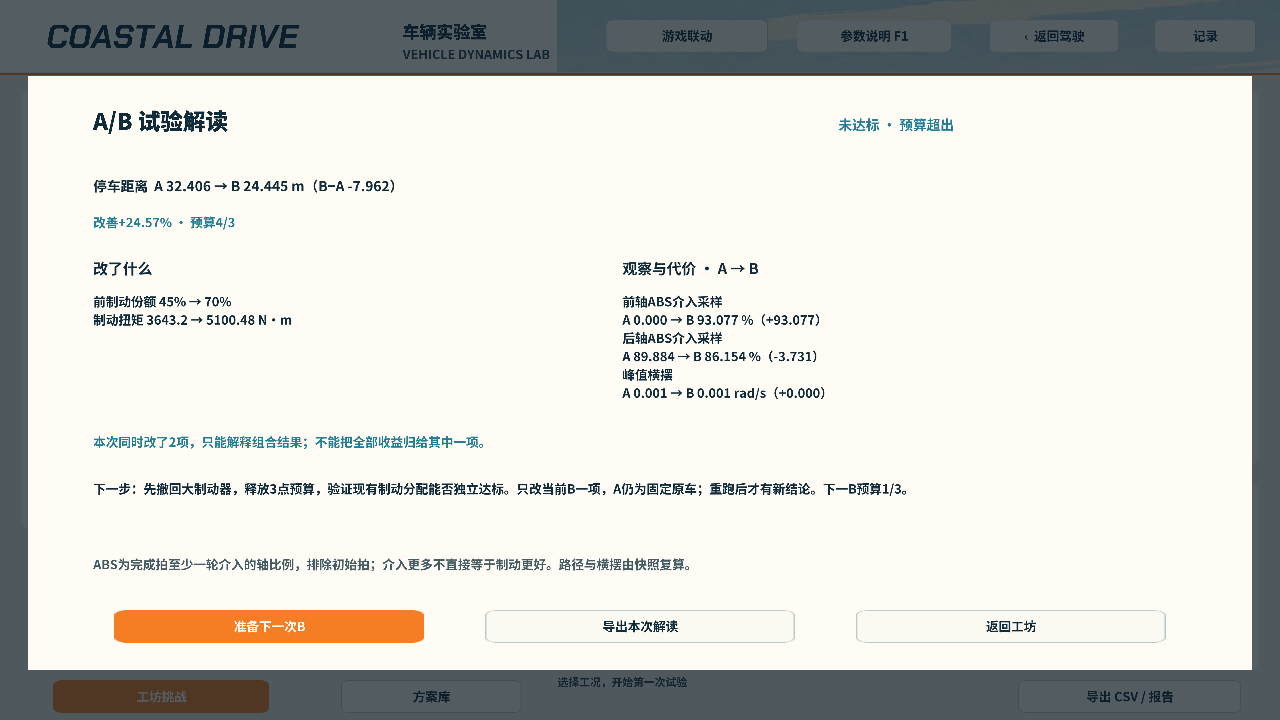 COASTAL DRIVE
车辆实验室
VEHICLE DYNAMICS LAB
游戏联动
参数说明 F1
‹ 返回驾驶
记录
A/B 试验解读
未达标 · 预算超出
停车距离 A 32.406 → B 24.445 m（B−A -7.962）
改善+24.57% · 预算4/3
改了什么
前制动份额 45% → 70%
制动扭矩 3643.2 → 5100.48 N·m
观察与代价 · A → B
前轴ABS介入采样
A 0.000 → B 93.077 %（+93.077）
后轴ABS介入采样
A 89.884 → B 86.154 %（-3.731）
峰值横摆
A 0.001 → B 0.001 rad/s（+0.000）
本次同时改了2项，只能解释组合结果；不能把全部收益归给其中一项。
下一步：先撤回大制动器，释放3点预算，验证现有制动分配能否独立达标。只改当前B一项，A仍为固定原车；重跑后才有新结论。下一B预算1/3。
ABS为完成拍至少一轮介入的轴比例，排除初始拍；介入更多不直接等于制动更好。路径与横摆由快照复算。
准备下一次B
导出本次解读
返回工坊
工坊挑战
方案库
选择工况，开始第一次试验
导出 CSV / 报告